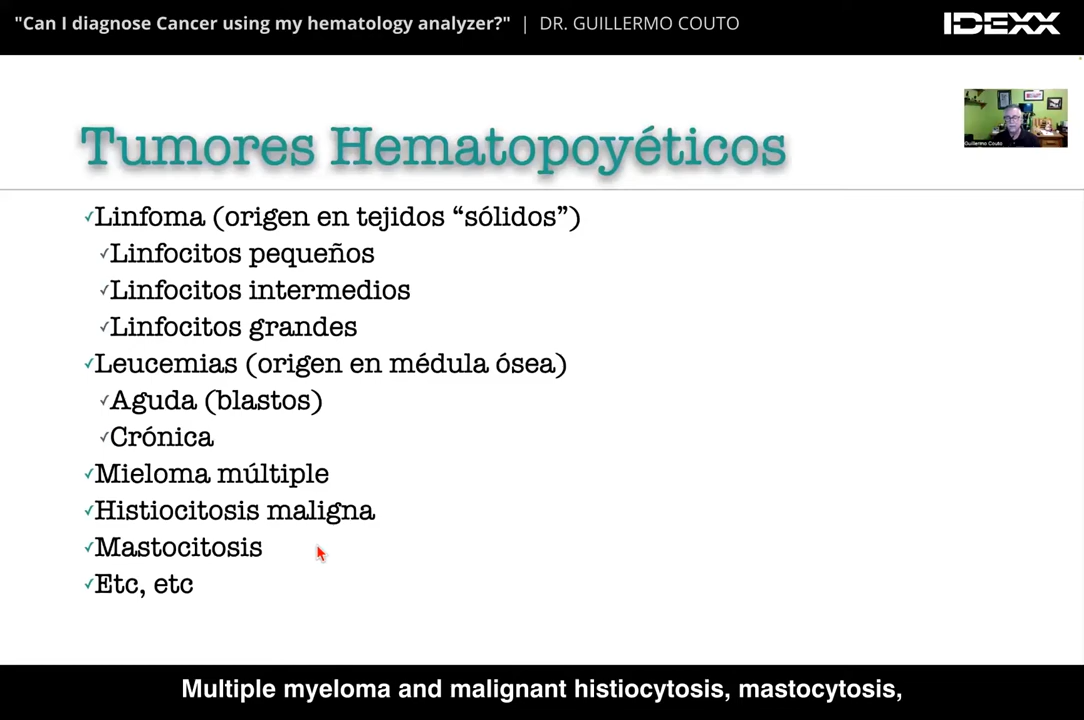 "Can I diagnose Cancer using my hematology analyzer?" | DR. GUILLERMO COUTO
IDEXX
Guillermo Couto
Tumores Hematopoyéticos
✓Linfoma (origen en tejidos “sólidos”)
✓Linfocitos pequeños
✓Linfocitos intermedios
✓Linfocitos grandes
✓Leucemias (origen en médula ósea)
✓Aguda (blastos)
✓Crónica
✓Mieloma múltiple
✓Histiocitosis maligna
✓Mastocitosis
✓Etc, etc
Multiple myeloma and malignant histiocytosis, mastocytosis,